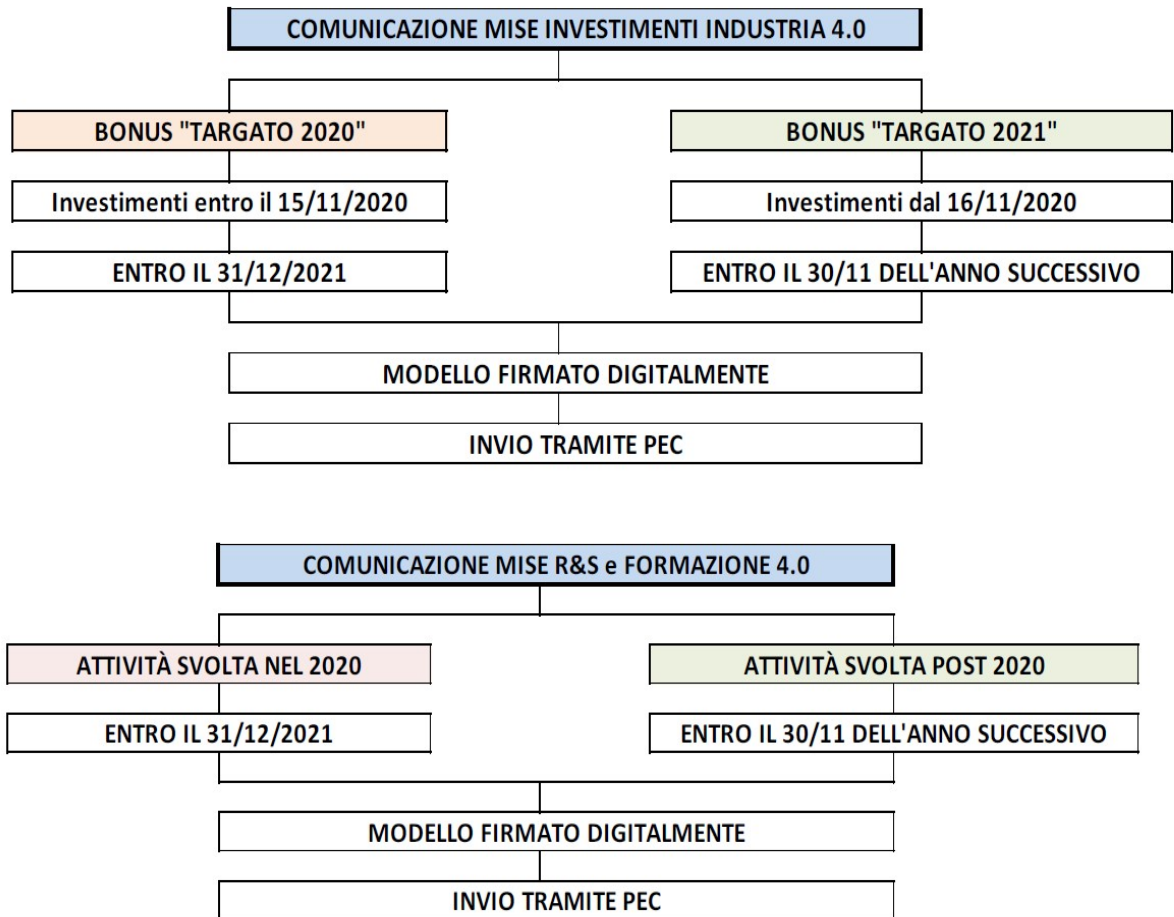 COMUNICAZIONE MISE INVESTIMENTI INDUSTRIA 4.0
BONUS "TARGATO 2020"
BONUS "TARGATO 2021"
Investimenti entro il 15/11/2020
Investimenti dal 16/11/2020
ENTRO IL 31/12/2021
ENTRO IL 30/11 DELL'ANNO SUCCESSIVO
MODELLO FIRMATO DIGITALMENTE
INVIO TRAMITE PEC
COMUNICAZIONE MISE R&S e FORMAZIONE 4.0
ATTIVITÀ SVOLTA NEL 2020
ATTIVITÀ SVOLTA POST 2020
ENTRO IL 31/12/2021
ENTRO IL 30/11 DELL'ANNO SUCCESSIVO
MODELLO FIRMATO DIGITALMENTE
INVIO TRAMITE PEC